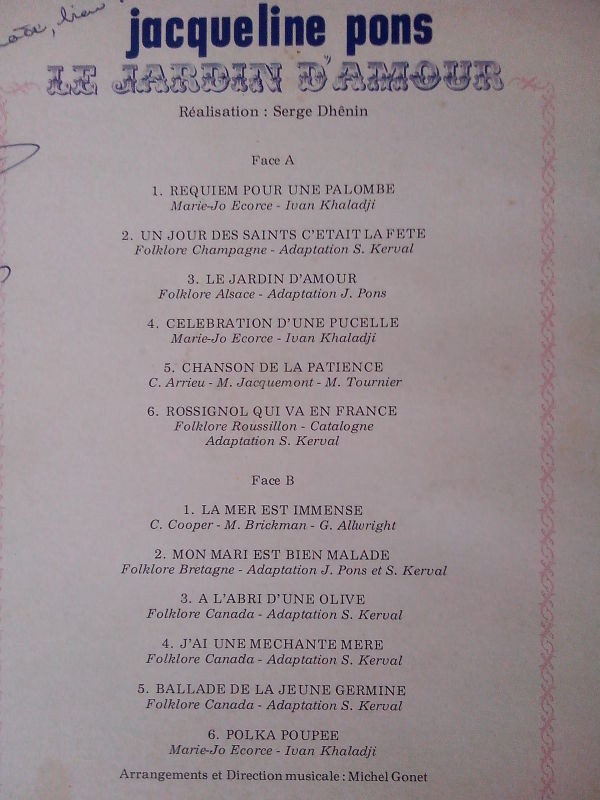 jacqueline pons
LE JARDIN D'AMOUR
Réalisation : Serge Dhênin
Face A
1. REQUIEM POUR UNE PALOMBE
Marie-Jo Ecorce - Ivan Khaladji
2. UN JOUR DES SAINTS C'ETAIT LA FETE
Folklore Champagne - Adaptation S. Kerval
3. LE JARDIN D'AMOUR
Folklore Alsace - Adaptation J. Pons
4. CELEBRATION D'UNE PUCELLE
Marie-Jo Ecorce - Ivan Khaladji
5. CHANSON DE LA PATIENCE
C. Arrieu - M. Jacquemont - M. Tournier
6. ROSSIGNOL QUI VA EN FRANCE
Folklore Roussillon - Catalogne
Adaptation S. Kerval
Face B
1. LA MER EST IMMENSE
C. Cooper - M. Brickman - G. Allwright
2. MON MARI EST BIEN MALADE
Folklore Bretagne - Adaptation J. Pons et S. Kerval
3. A L'ABRI D'UNE OLIVE
Folklore Canada - Adaptation S. Kerval
4. J'AI UNE MECHANTE MERE
Folklore Canada - Adaptation S. Kerval
5. BALLADE DE LA JEUNE GERMINE
Folklore Canada - Adaptation S. Kerval
6. POLKA POUPEE
Marie-Jo Ecorce - Ivan Khaladji
Arrangements et Direction musicale : Michel Gonet